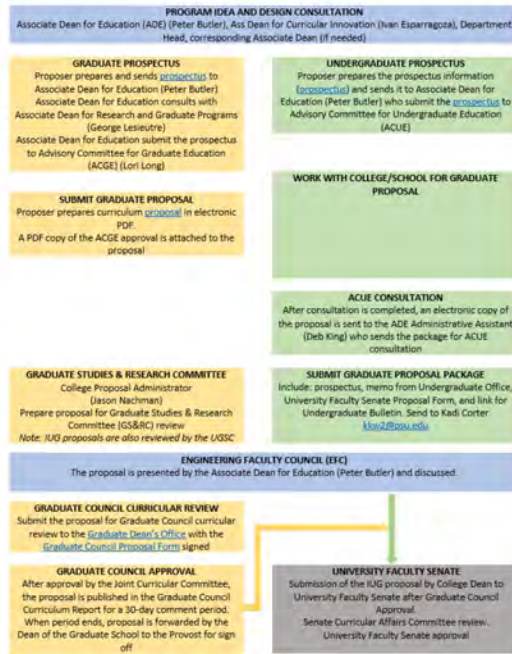 PROGRAM IDEA AND DESIGN CONSULTATION
Associate Dean for Education (ADE) (Peter Butler), Ass Dean for Curricular Innovation (Ivan Esparragoza), Department
Head, corresponding Associate Dean (if needed)
GRADUATE PROSPECTUS
Proposer prepares and sends prospectus to
Associate Dean for Education (Peter Butler)
Associate Dean for Education consults with
Associate Dean for Research and Graduate Programs
(George Lesieutre)
Associate Dean for Education submit the prospectus
to Advisory Committee for Graduate Education
(ACGE) (Lori Long)
UNDERGRADUATE PROSPECTUS
Proposer prepares the prospectus information
(prospectus) and sends it to Associate Dean for
Education (Peter Butler) who submit the prospectus to
Advisory Committee for Undergraduate Education
(ACUE)
WORK WITH COLLEGE/SCHOOL FOR GRADUATE
PROPOSAL
SUBMIT GRADUATE PROPOSAL
Proposer prepares curriculum proposal in electronic
PDF.
A PDF copy of the ACGE approval is attached to the
proposal
ACUE CONSULTATION
After consultation is completed, an electronic copy of
the proposal is sent to the ADE Administrative Assistant
(Deb King) who sends the package for ACUE
consultation
GRADUATE STUDIES & RESEARCH COMMITTEE
College Proposal Administrator
(Jason Nachman)
Prepare proposal for Graduate Studies & Research
Committee (GS&RC) review
Note: IUG proposals are also reviewed by the UGSC
SUBMIT GRADUATE PROPOSAL PACKAGE
Include: prospectus, memo from Undergraduate Office,
University Faculty Senate Proposal Form, and link for
Undergraduate Bulletin. Send to Kadi Corter
klw2@psu.edu
ENGINEERING FACULTY COUNCIL (EFC)
The proposal is presented by the Associate Dean for Education (Peter Butler) and discussed.
GRADUATE COUNCIL CURRICULAR REVIEW
Submit the proposal for Graduate Council curricular
review to the Graduate Dean's Office with the
Graduate Council Proposal Form signed
GRADUATE COUNCIL APPROVAL
After approval by the Joint Curricular Committee,
the proposal is published in the Graduate Council
Curriculum Report for a 30-day comment period.
When period ends, proposal is forwarded by the
Dean of the Graduate School to the Provost for sign
off
UNIVERSITY FACULTY SENATE
Submission of the IUG proposal by College Dean to
University Faculty Senate after Graduate Council
Approval.
Senate Curricular Affairs Committee review.
University Faculty Senate approval